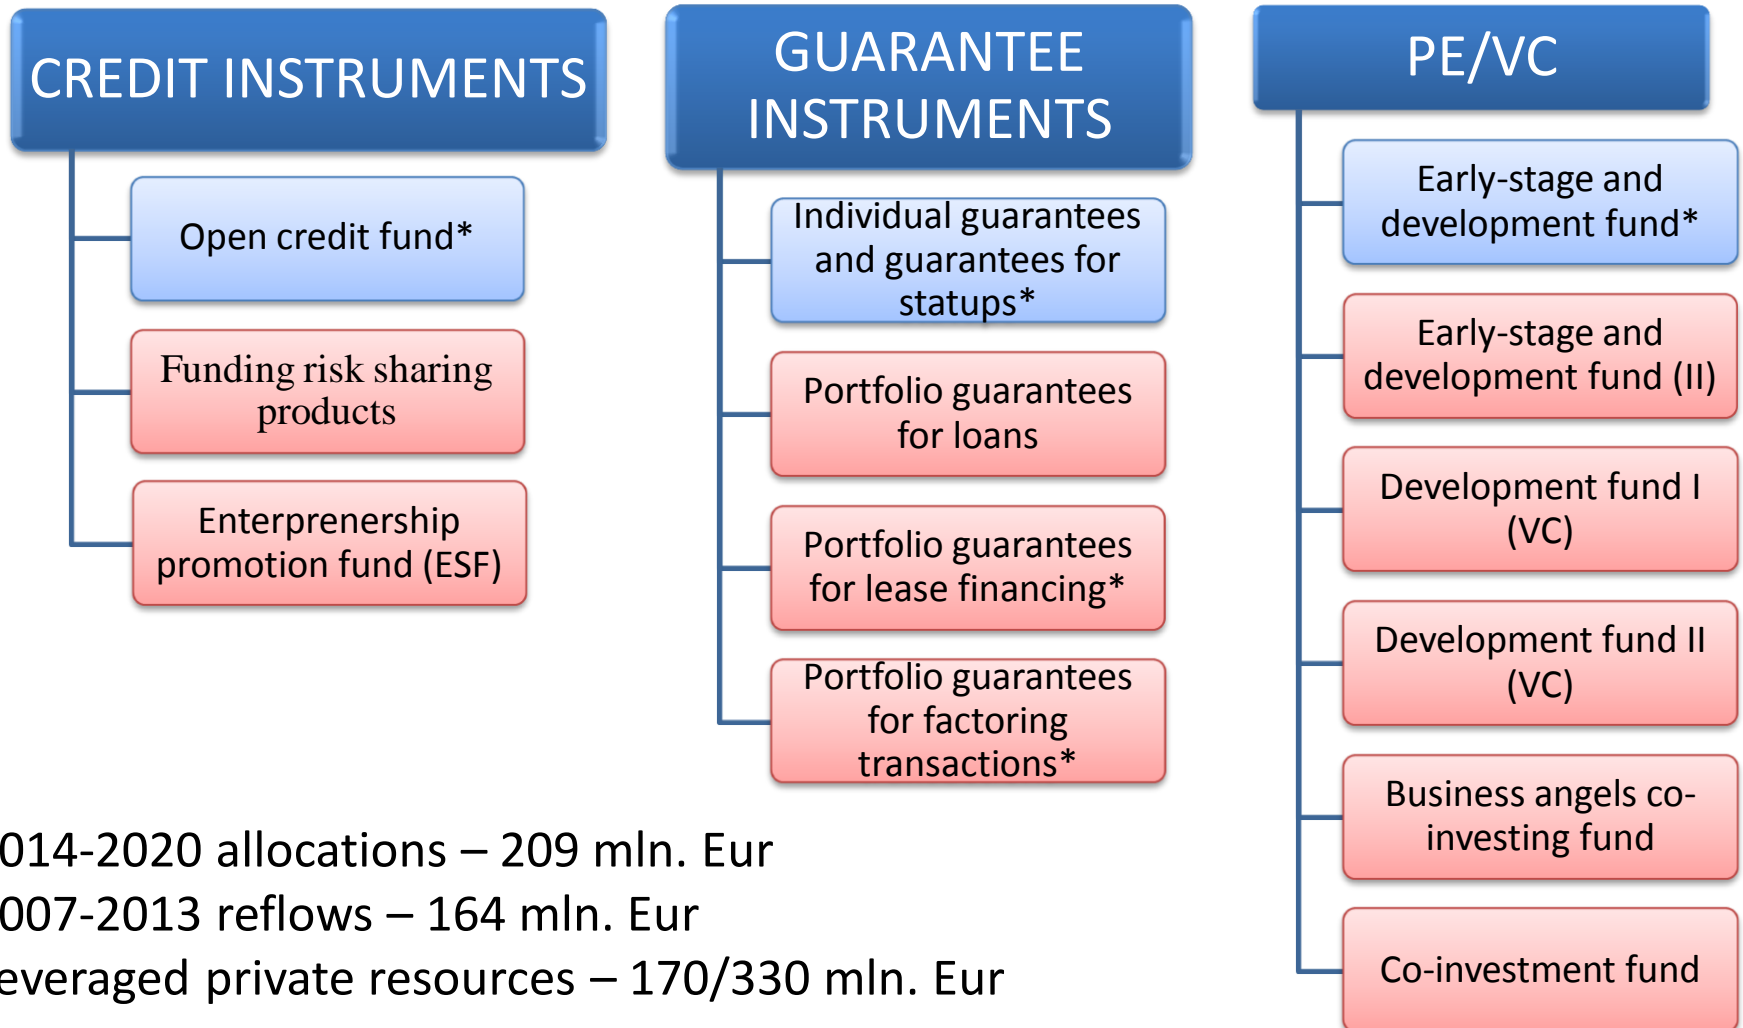 CREDIT INSTRUMENTS
Open credit fund*
Funding risk sharing
products
Enterprenership
promotion fund (ESF)
GUARANTEE
INSTRUMENTS
Individual guarantees
and guarantees for
statups*
Portfolio guarantees
for loans
Portfolio guarantees
for lease financing*
Portfolio guarantees
for factoring
transactions*
PE/VC
Early-stage and
development fund*
Early-stage and
development fund (II)
Development fund I
(VC)
Development fund II
(VC)
Business angels co-
investing fund
Co-investment fund
014-2020 allocations – 209 mln. Eur
007-2013 reflows – 164 mln. Eur
everaged private resources – 170/330 mln. Eur